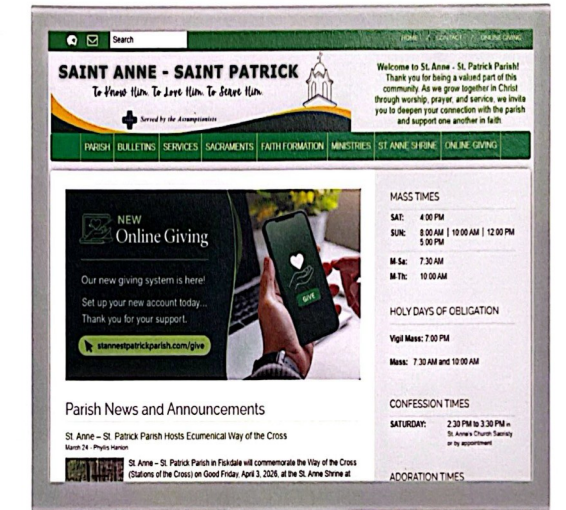 Search
HOME / CONTACT / ONLINE GIVING
SAINT ANNE - SAINT PATRICK
To Know Him. To Love Him. To Serve Him.
Served by the Assumptionists
Welcome to St. Anne - St. Patrick Parish!
Thank you for being a valued part of this
community. As we grow together in Christ
through worship, prayer, and service, we invite
you to deepen your connection with the parish
and support one another in faith.
PARISH BULLETINS SERVICES SACRAMENTS FAITH FORMATION MINISTRIES ST. ANNE SHRINE ONLINE GIVING
NEW
Online Giving
Our new giving system is here!
Set up your new account today...
Thank you for your support.
stannestpatrickparish.com/give
GIVE
Parish News and Announcements
St. Anne – St. Patrick Parish Hosts Ecumenical Way of the Cross
March 24 - Phyllis Hanlon
St. Anne – St. Patrick Parish in Fiskdale will commemorate the Way of the Cross
(Stations of the Cross) on Good Friday, April 3, 2026, at the St. Anne Shrine at
MASS TIMES
SAT: 4:00 PM
SUN: 8:00 AM | 10:00 AM | 12:00 PM
5:00 PM
M-Sa: 7:30 AM
M-Th: 10:00 AM
HOLY DAYS OF OBLIGATION
Vigil Mass: 7:00 PM
Mass: 7:30 AM and 10:00 AM
CONFESSION TIMES
SATURDAY: 2:30 PM to 3:30 PM in
St. Anne's Church Sacristy
or by appointment
ADORATION TIMES